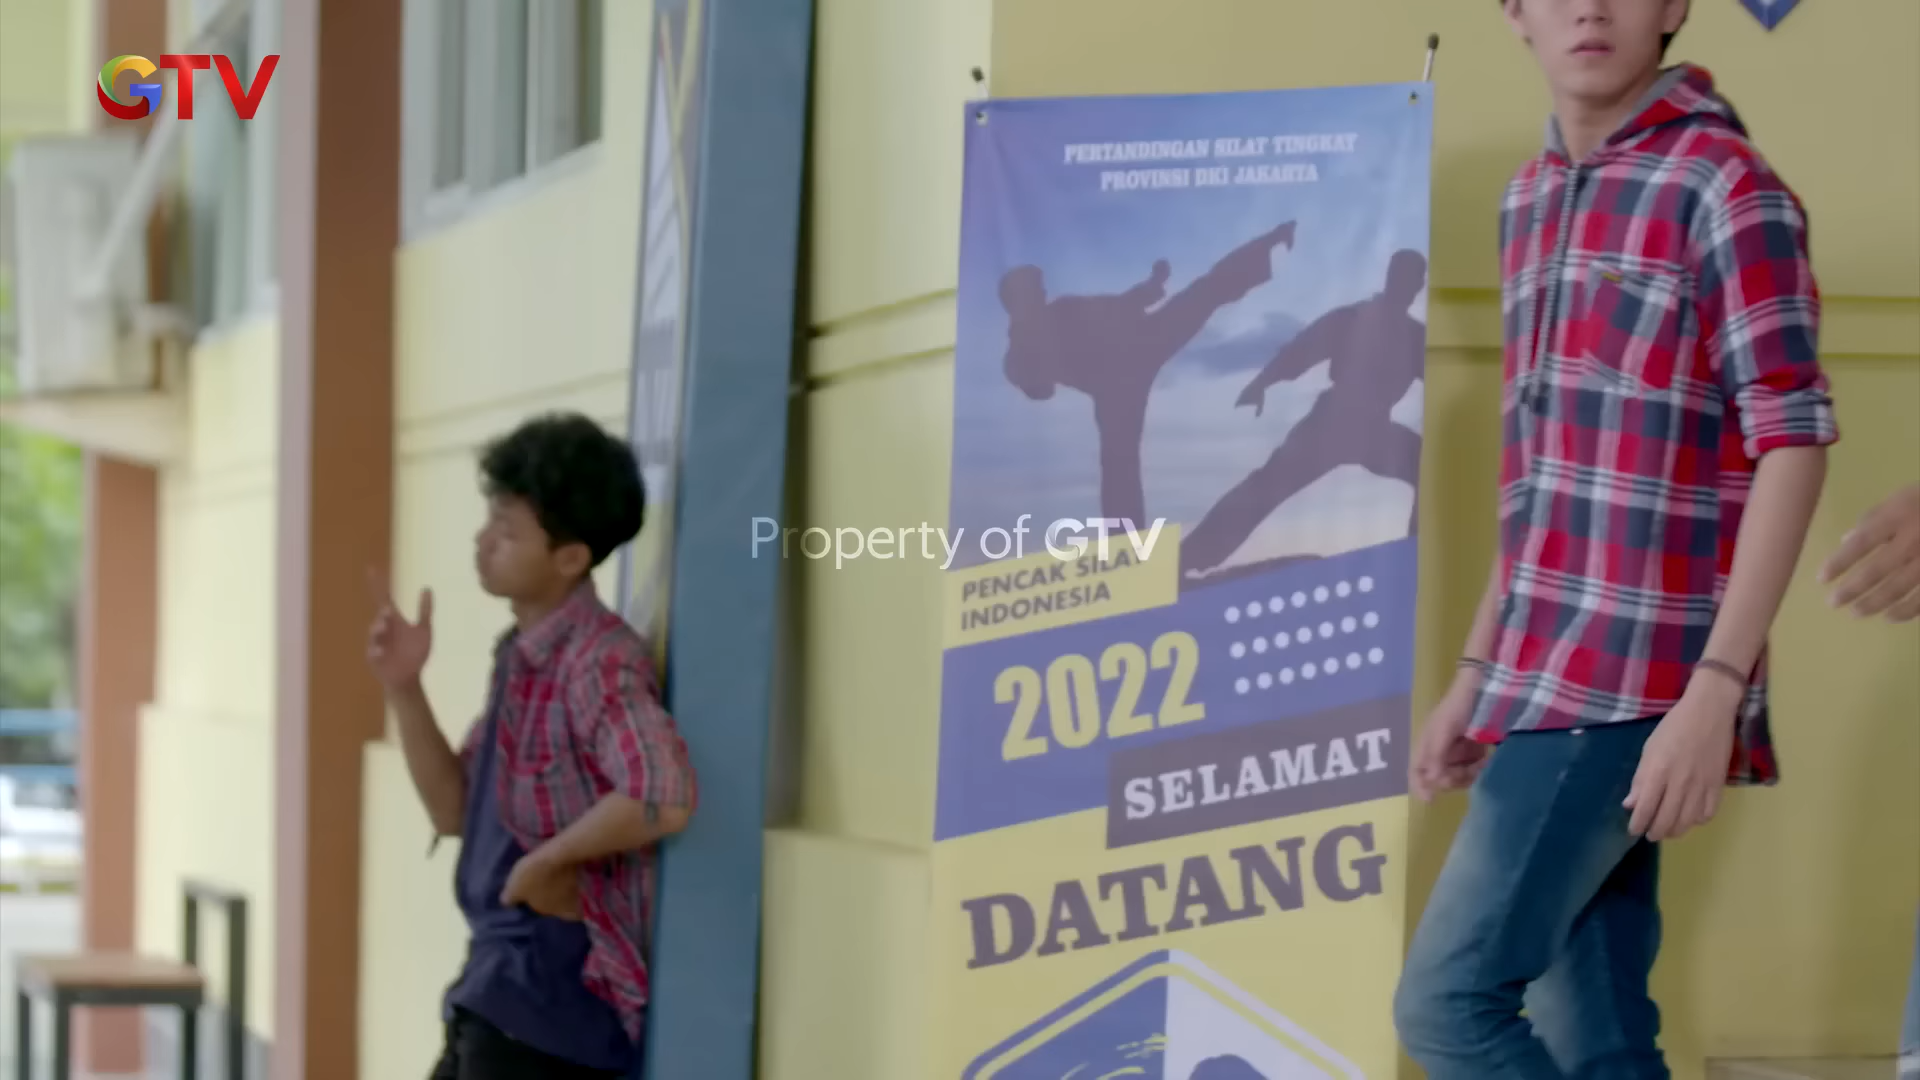 GTV
PERTANDINGAN SILAT TINGKAT
PROVINSI DKI JAKARTA
Property of GTV
PENCAK SILAT
INDONESIA
2022
SELAMAT
DATANG